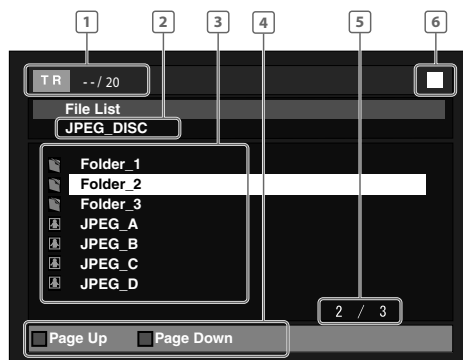 1 2 3 4 5 6
TR --/20
File List
JPEG_DISC
Folder_1
Folder_2
Folder_3
JPEG_A
JPEG_B
JPEG_C
JPEG_D
2 / 3
Page Up Page Down